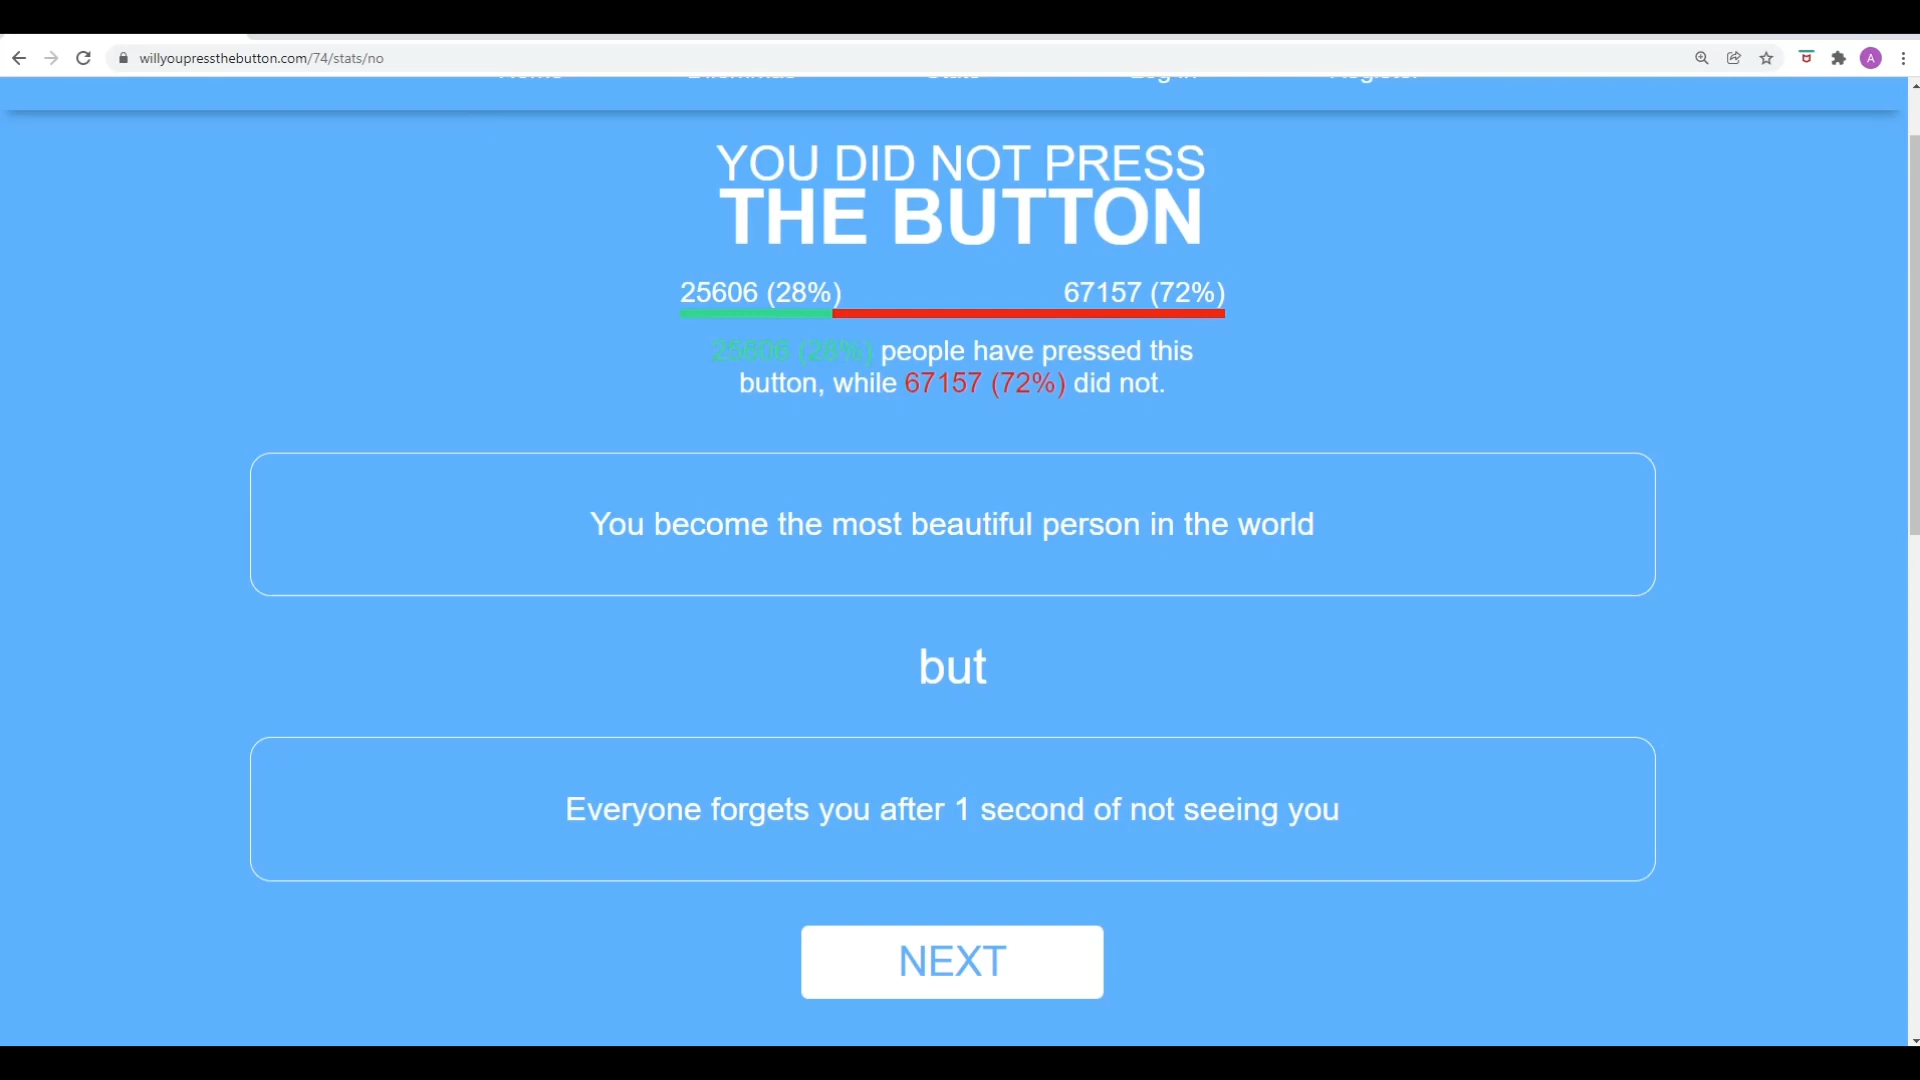 willyoupressthebutton.com/74/stats/no
A
YOU DID NOT PRESS
THE BUTTON
25606 (28%) 67157 (72%)
25606 (28%) people have pressed this
button, while 67157 (72%) did not.
You become the most beautiful person in the world
but
Everyone forgets you after 1 second of not seeing you
NEXT